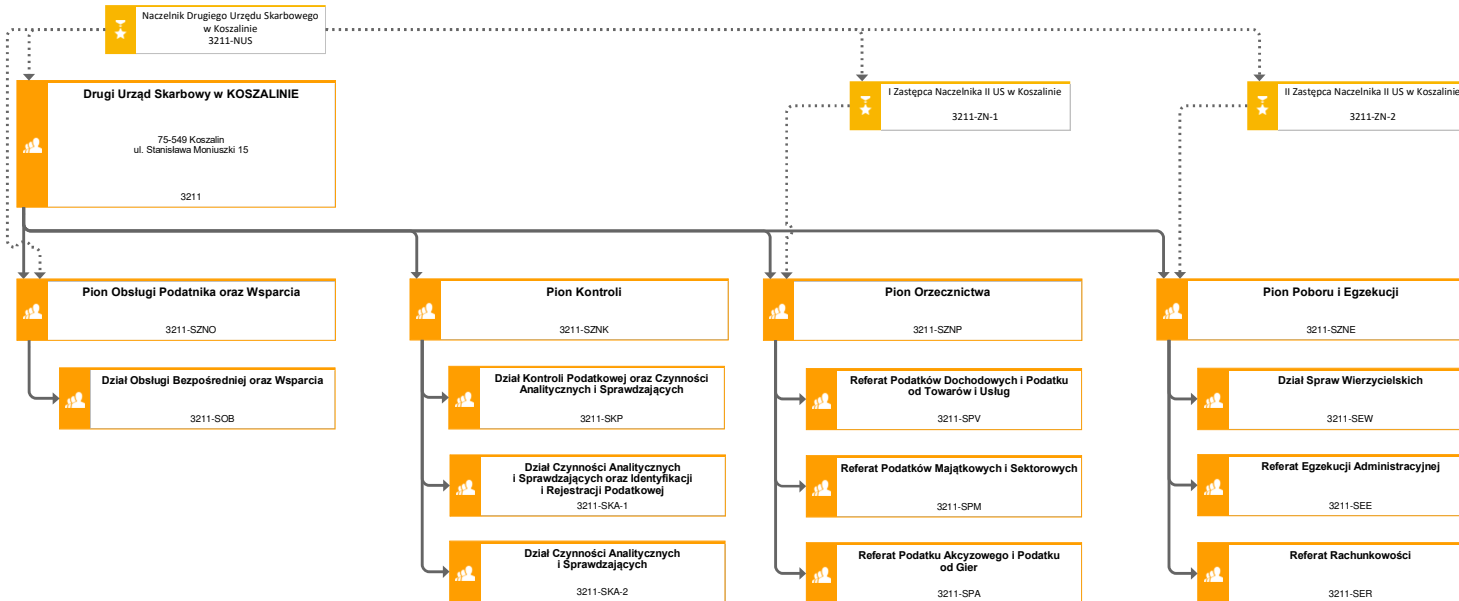 Naczelnik Drugiego Urzędu Skarbowego
w Koszalinie
3211-NUS
Drugi Urząd Skarbowy w KOSZALINIE
75-549 Koszalin
ul. Stanisława Moniuszki 15
3211
I Zastępca Naczelnika II US w Koszalinie
3211-ZN-1
II Zastępca Naczelnika II US w Koszalinie
3211-ZN-2
Pion Obsługi Podatnika oraz Wsparcia
3211-SZNO
Dział Obsługi Bezpośredniej oraz Wsparcia
3211-SOB
Pion Kontroli
3211-SZNK
Dział Kontroli Podatkowej oraz Czynności
Analitycznych i Sprawdzających
3211-SKP
Dział Czynności Analitycznych
i Sprawdzających oraz Identyfikacji
i Rejestracji Podatkowej
3211-SKA-1
Dział Czynności Analitycznych
i Sprawdzających
3211-SKA-2
Pion Orzecznictwa
3211-SZNP
Referat Podatków Dochodowych i Podatku
od Towarów i Usług
3211-SPV
Referat Podatków Majątkowych i Sektorowych
3211-SPM
Referat Podatku Akcyzowego i Podatku
od Gier
3211-SPA
Pion Poboru i Egzekucji
3211-SZNE
Dział Spraw Wierzycielskich
3211-SEW
Referat Egzekucji Administracyjnej
3211-SEE
Referat Rachunkowości
3211-SER